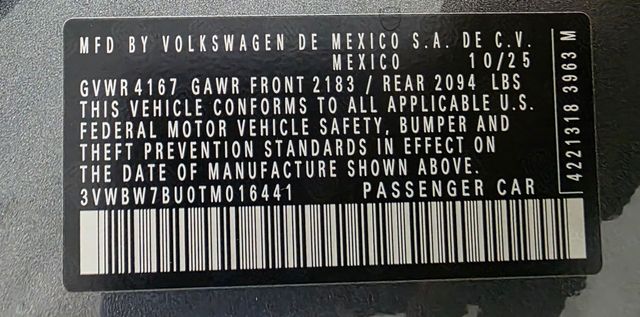 MFD BY VOLKSWAGEN DE MEXICO S.A. DE C.V.
MEXICO 10/25
GVWR 4167 GAWR FRONT 2183 / REAR 2094 LBS
THIS VEHICLE CONFORMS TO ALL APPLICABLE U.S.
FEDERAL MOTOR VEHICLE SAFETY, BUMPER AND
THEFT PREVENTION STANDARDS IN EFFECT ON
THE DATE OF MANUFACTURE SHOWN ABOVE.
3VWBW7BU0TM016441 PASSENGER CAR
4221318 3963 M